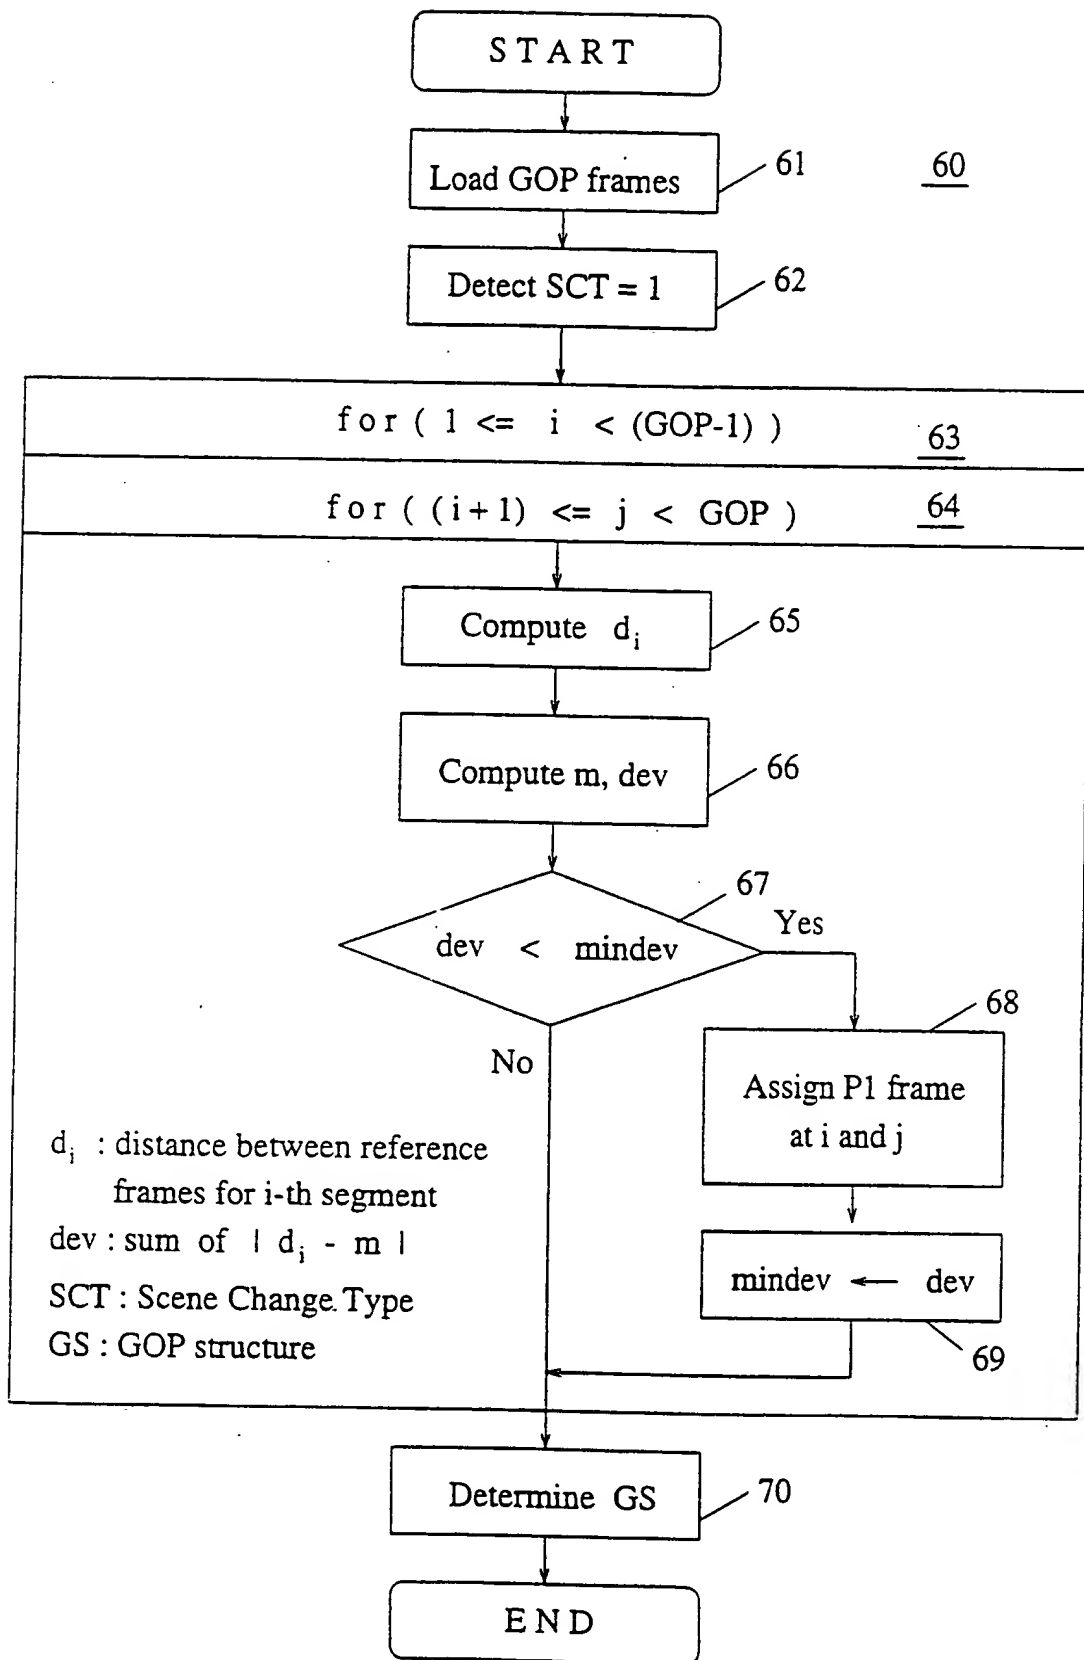 START
Load GOP frames
61
60
Detect SCT = 1
62
for ( 1 <= i < (GOP-1) )
63
for ( (i+1) <= j < GOP )
64
Compute d_i
65
Compute m, dev
66
67
dev < mindev
Yes
No
68
Assign P1 frame
at i and j
d_i : distance between reference
frames for i-th segment
dev : sum of | d_i - m |
SCT : Scene Change Type
GS : GOP structure
mindev ← dev
69
Determine GS
70
END